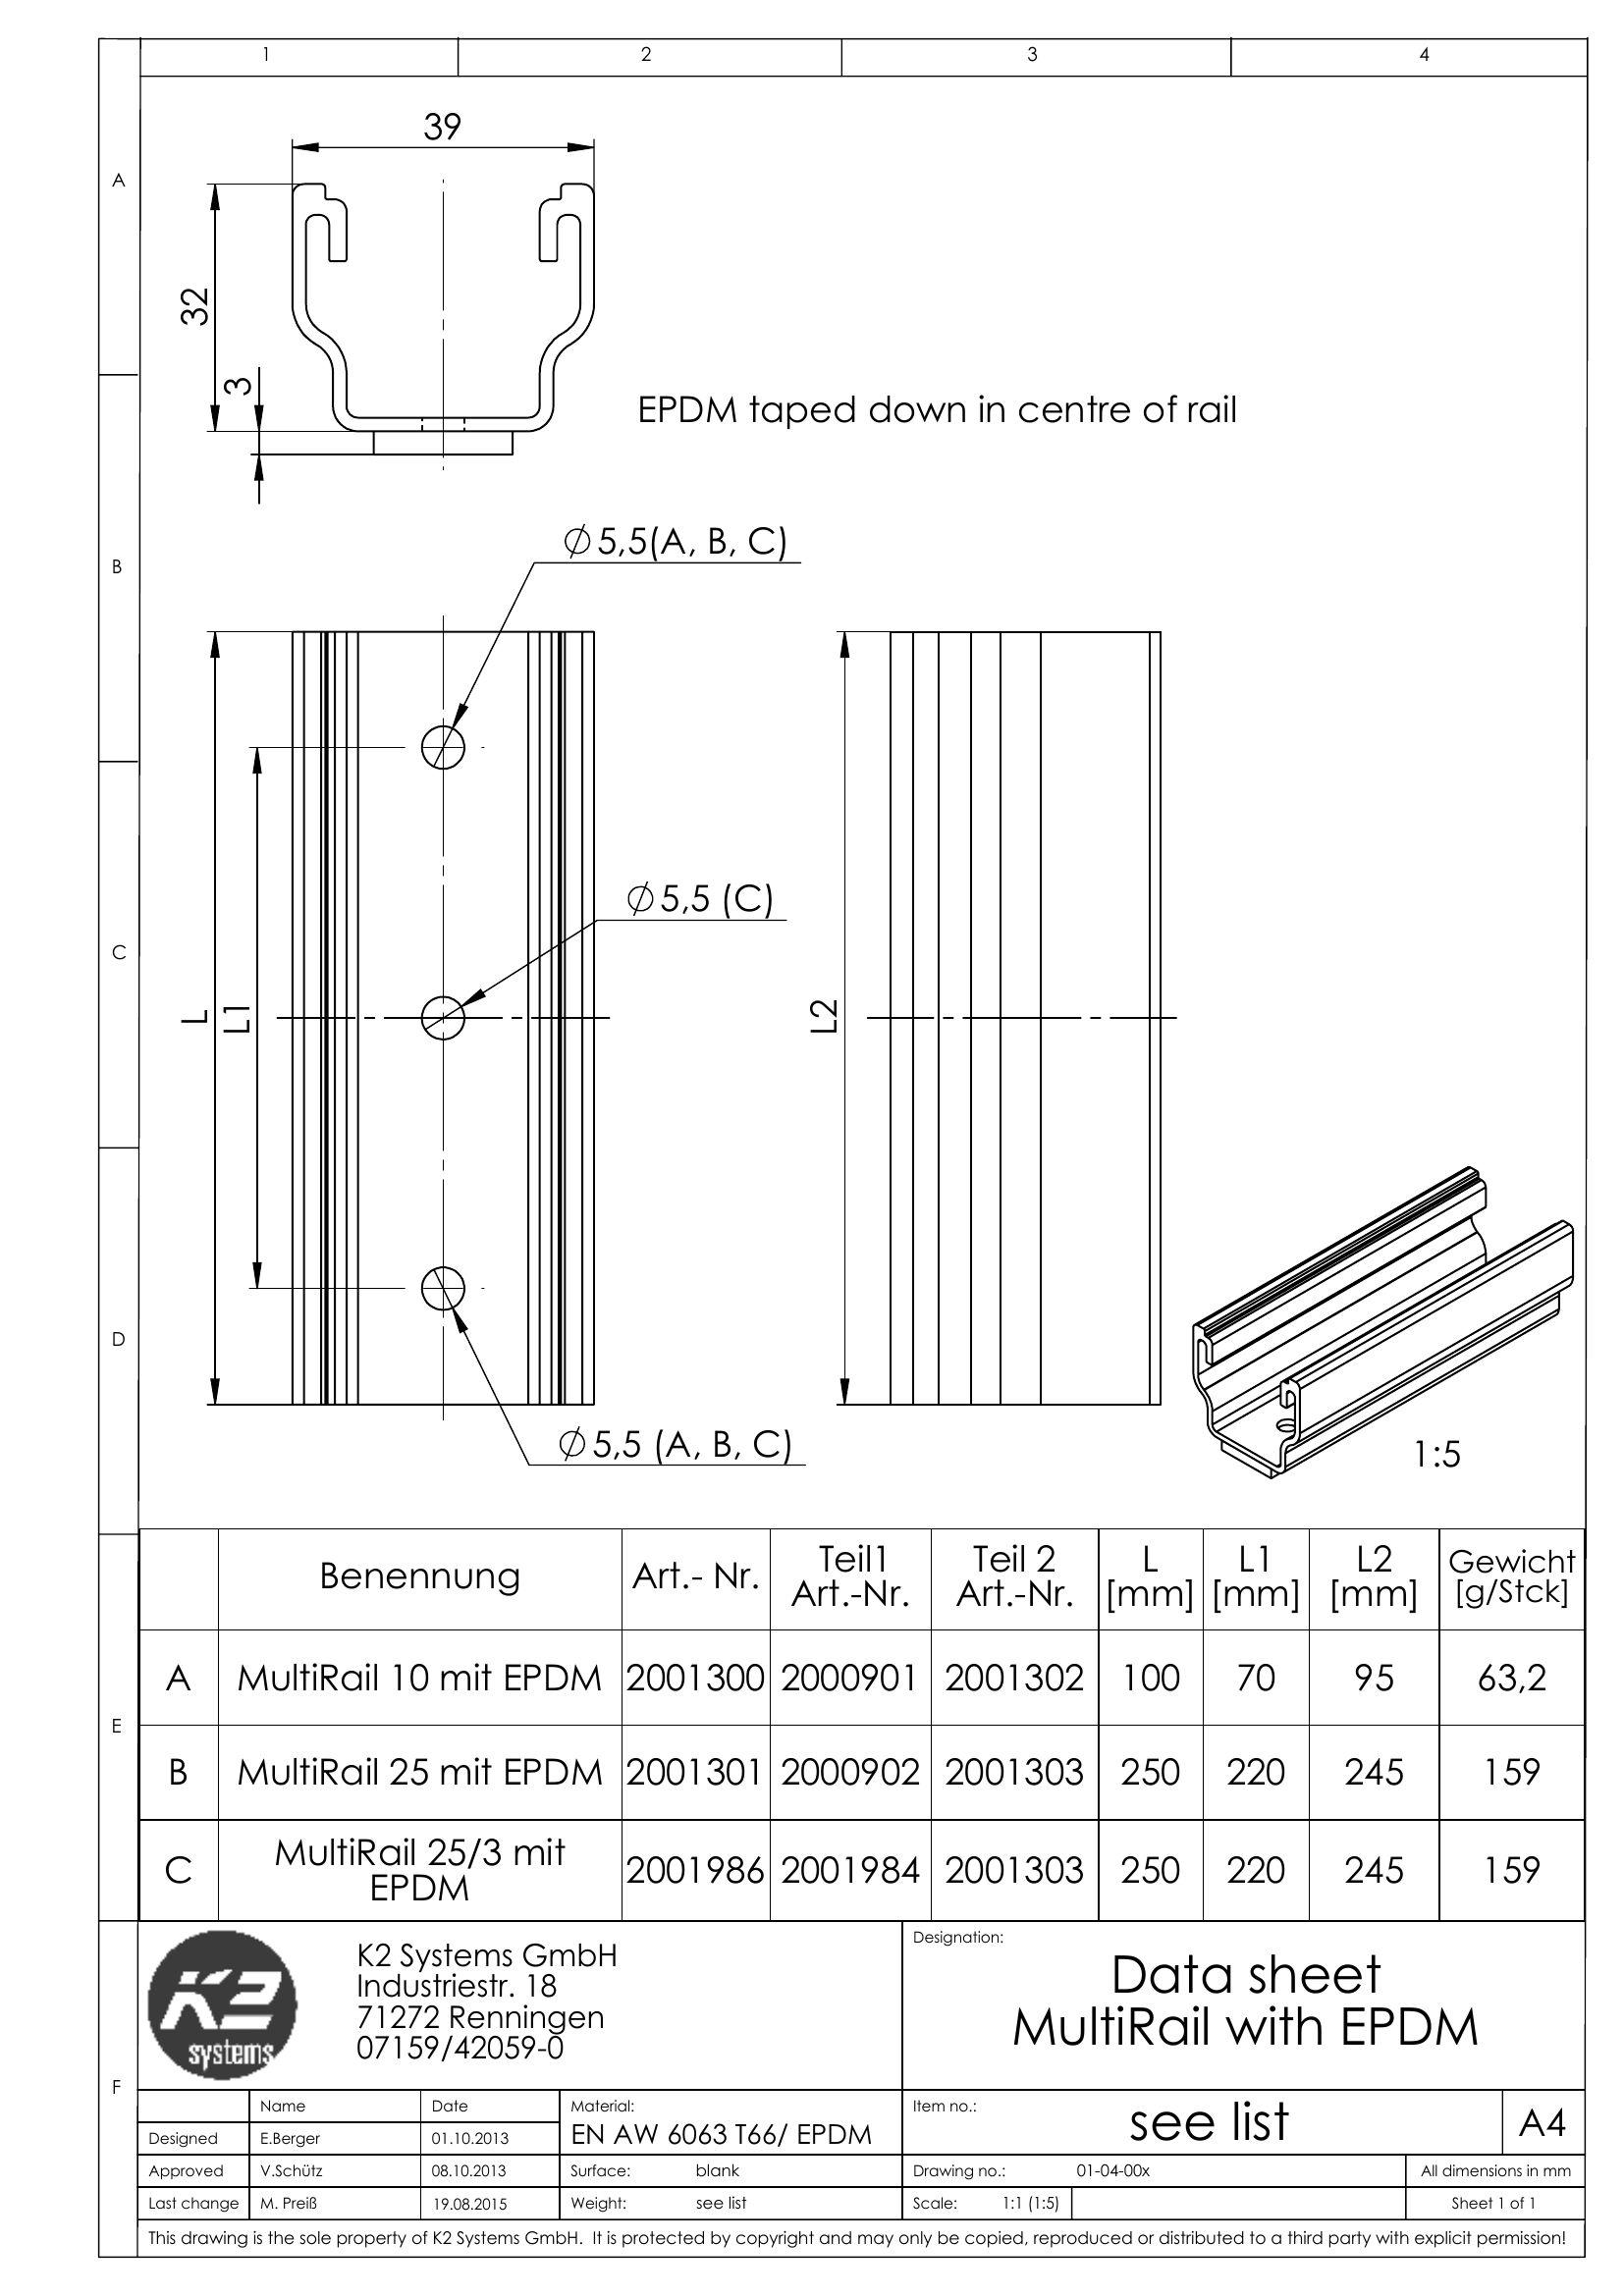 1 2 3 4
A
B
C
D
E
F
39
32
3
EPDM taped down in centre of rail
∅5,5(A, B, C)
∅5,5 (C)
L
L1
L2
∅5,5 (A, B, C)
1:5
Benennung Art.- Nr. Teil1 Art.-Nr. Teil 2 Art.-Nr. L [mm] L1 [mm] L2 [mm] Gewicht [g/Stck]
A MultiRail 10 mit EPDM 2001300 2000901 2001302 100 70 95 63,2
B MultiRail 25 mit EPDM 2001301 2000902 2001303 250 220 245 159
C MultiRail 25/3 mit EPDM 2001986 2001984 2001303 250 220 245 159
K2 systems
K2 Systems GmbH
Industriestr. 18
71272 Renningen
07159/42059-0
Designation:
Data sheet
MultiRail with EPDM
Name Date
Designed E.Berger 01.10.2013
Approved V.Schütz 08.10.2013
Last change M. Preiß 19.08.2015
Material:
EN AW 6063 T66/ EPDM
Surface: blank
Weight: see list
Item no.:
see list
A4
Drawing no.: 01-04-00x
All dimensions in mm
Scale: 1:1 (1:5)
Sheet 1 of 1
This drawing is the sole property of K2 Systems GmbH. It is protected by copyright and may only be copied, reproduced or distributed to a third party with explicit permission!